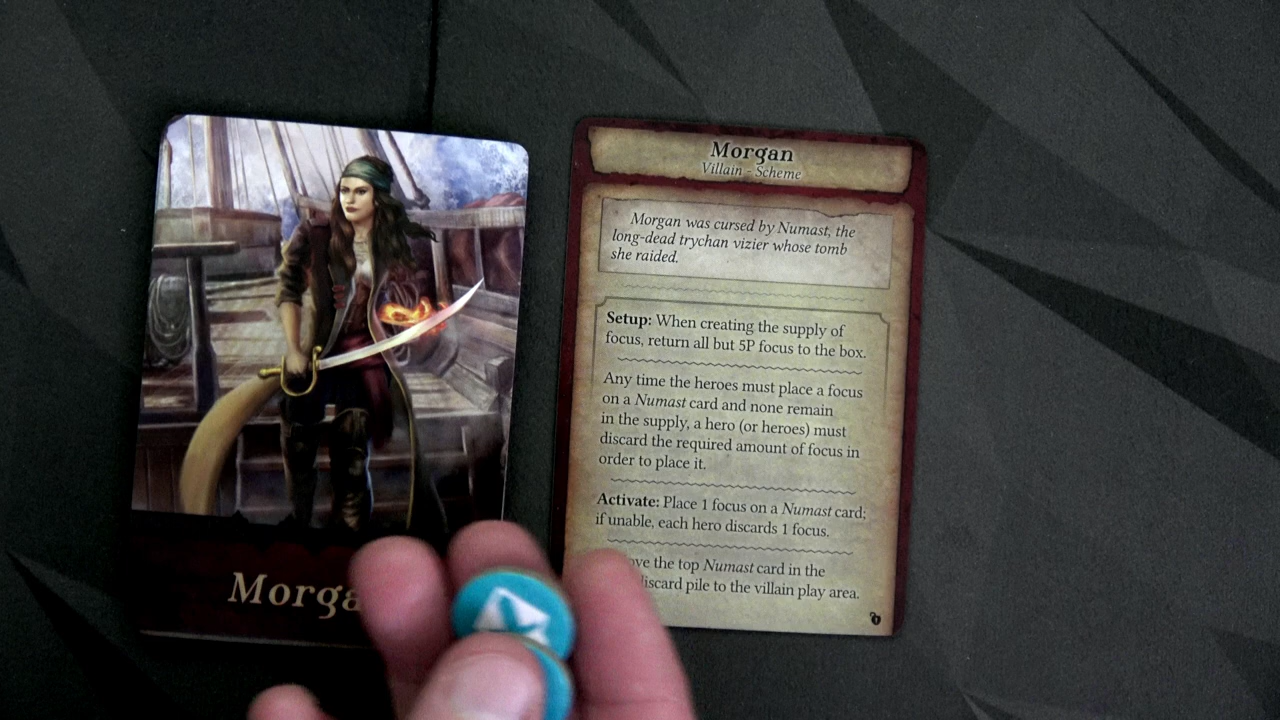 Morgan
Villain - Scheme
Morgan was cursed by Numast, the
long-dead trychan vizier whose tomb
she raided.
Setup: When creating the supply of
focus, return all but 5P focus to the box.
Any time the heroes must place a focus
on a Numast card and none remain
in the supply, a hero (or heroes) must
discard the required amount of focus in
order to place it.
Activate: Place 1 focus on a Numast card;
if unable, each hero discards 1 focus.
the top Numast card in the
pile to the villain play area.